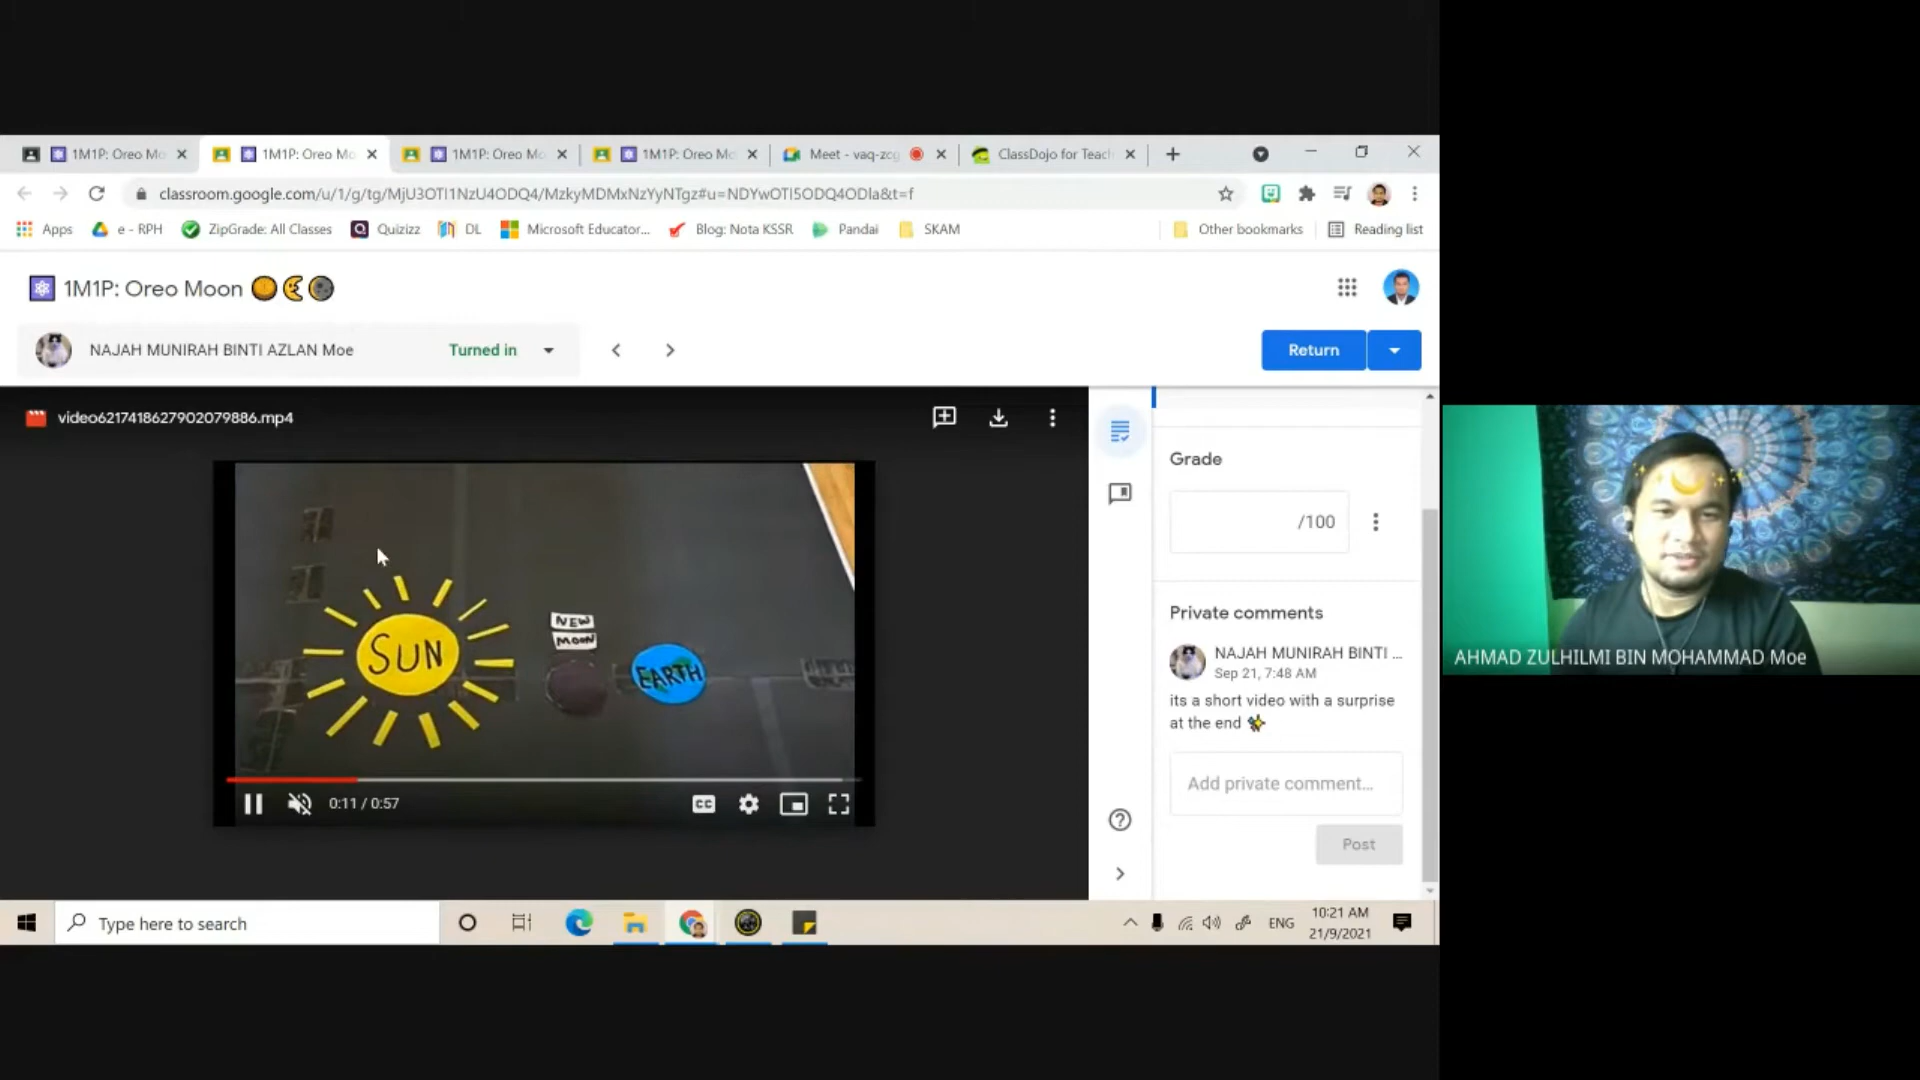 1M1P: Oreo Mo
1M1P: Oreo Mo
1M1P: Oreo Mo
1M1P: Oreo Mo
Meet - vaq-zcg
ClassDojo for Teach
classroom.google.com/u/1/g/tg/MjU3OTI1NzU4ODQ4/MzkyMDMxNzYyNTgz#u=NDYwOTI5ODQ4ODIa&t=f
Apps
e - RPH
ZipGrade: All Classes
Quizizz
DL
Microsoft Educator...
Blog: Nota KSSR
Pandai
SKAM
Other bookmarks
Reading list
1M1P: Oreo Moon
NAJAH MUNIRAH BINTI AZLAN Moe
Turned in
Return
video6217418627902079886.mp4
SUN
NEW
MOON
EARTH
0:11 / 0:57
CC
Grade
/100
Private comments
NAJAH MUNIRAH BINTI ...
Sep 21, 7:48 AM
its a short video with a surprise
at the end
Add private comment...
Post
AHMAD ZULHILMI BIN MOHAMMAD Moe
Type here to search
ENG
10:21 AM
21/9/2021